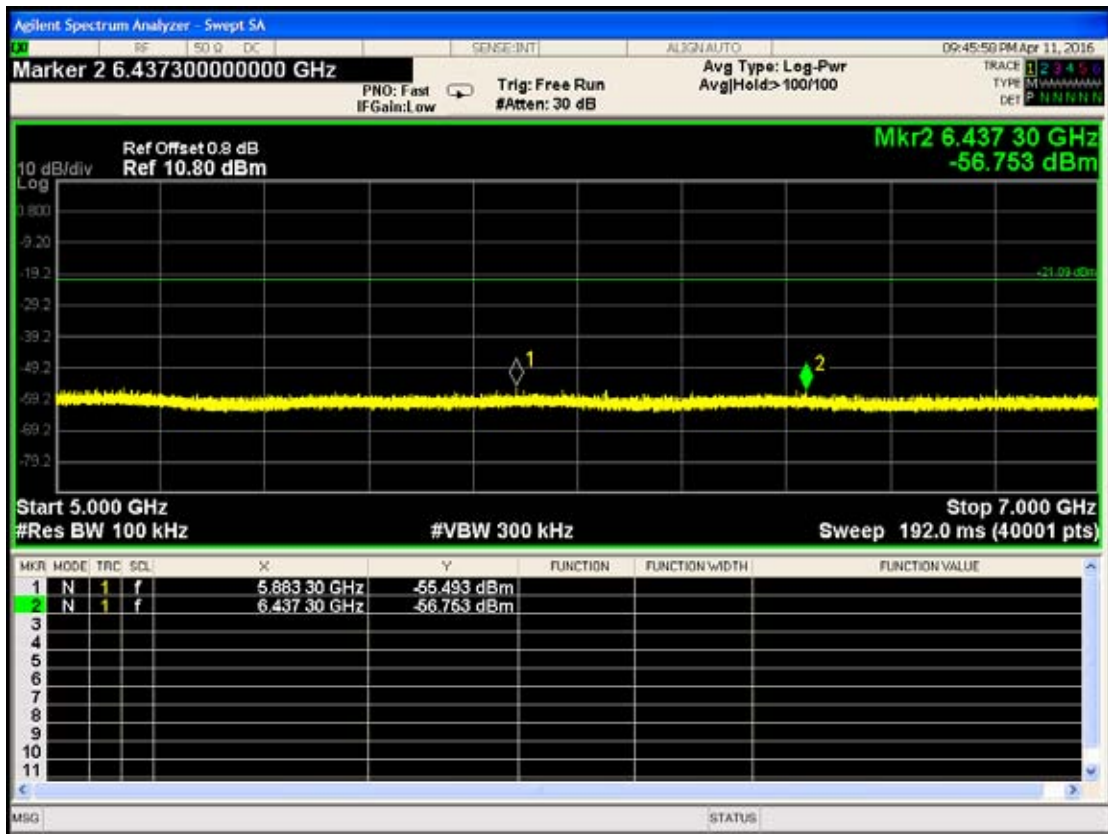 Agilent Spectrum Analyzer - Swept SA
RF 50 Ω DC SENSE:INT ALIGN AUTO 09:45:58 PM Apr 11, 2016
Marker 2 6.437300000000 GHz
Avg Type: Log-Pwr
TRACE 1 2 3 4 5 6
PNO: Fast
Trig: Free Run
Avg|Hold:>100/100
TYPE M
IFGain:Low
#Atten: 30 dB
DET P N N N N N
Mkr2 6.437 30 GHz
Ref Offset 0.8 dB
-56.753 dBm
10 dB/div Ref 10.80 dBm
Log
0.800
-9.20
-19.2
-21.09 dBm
-29.2
-39.2
1
2
-49.2
-59.2
-69.2
-79.2
Start 5.000 GHz Stop 7.000 GHz
#Res BW 100 kHz #VBW 300 kHz Sweep 192.0 ms (40001 pts)
MKR MODE TRC SCL X Y FUNCTION FUNCTION WIDTH FUNCTION VALUE
1 N 1 f 5.883 30 GHz -55.493 dBm
2 N 1 f 6.437 30 GHz -56.753 dBm
3
4
5
6
7
8
9
10
11
MSG STATUS